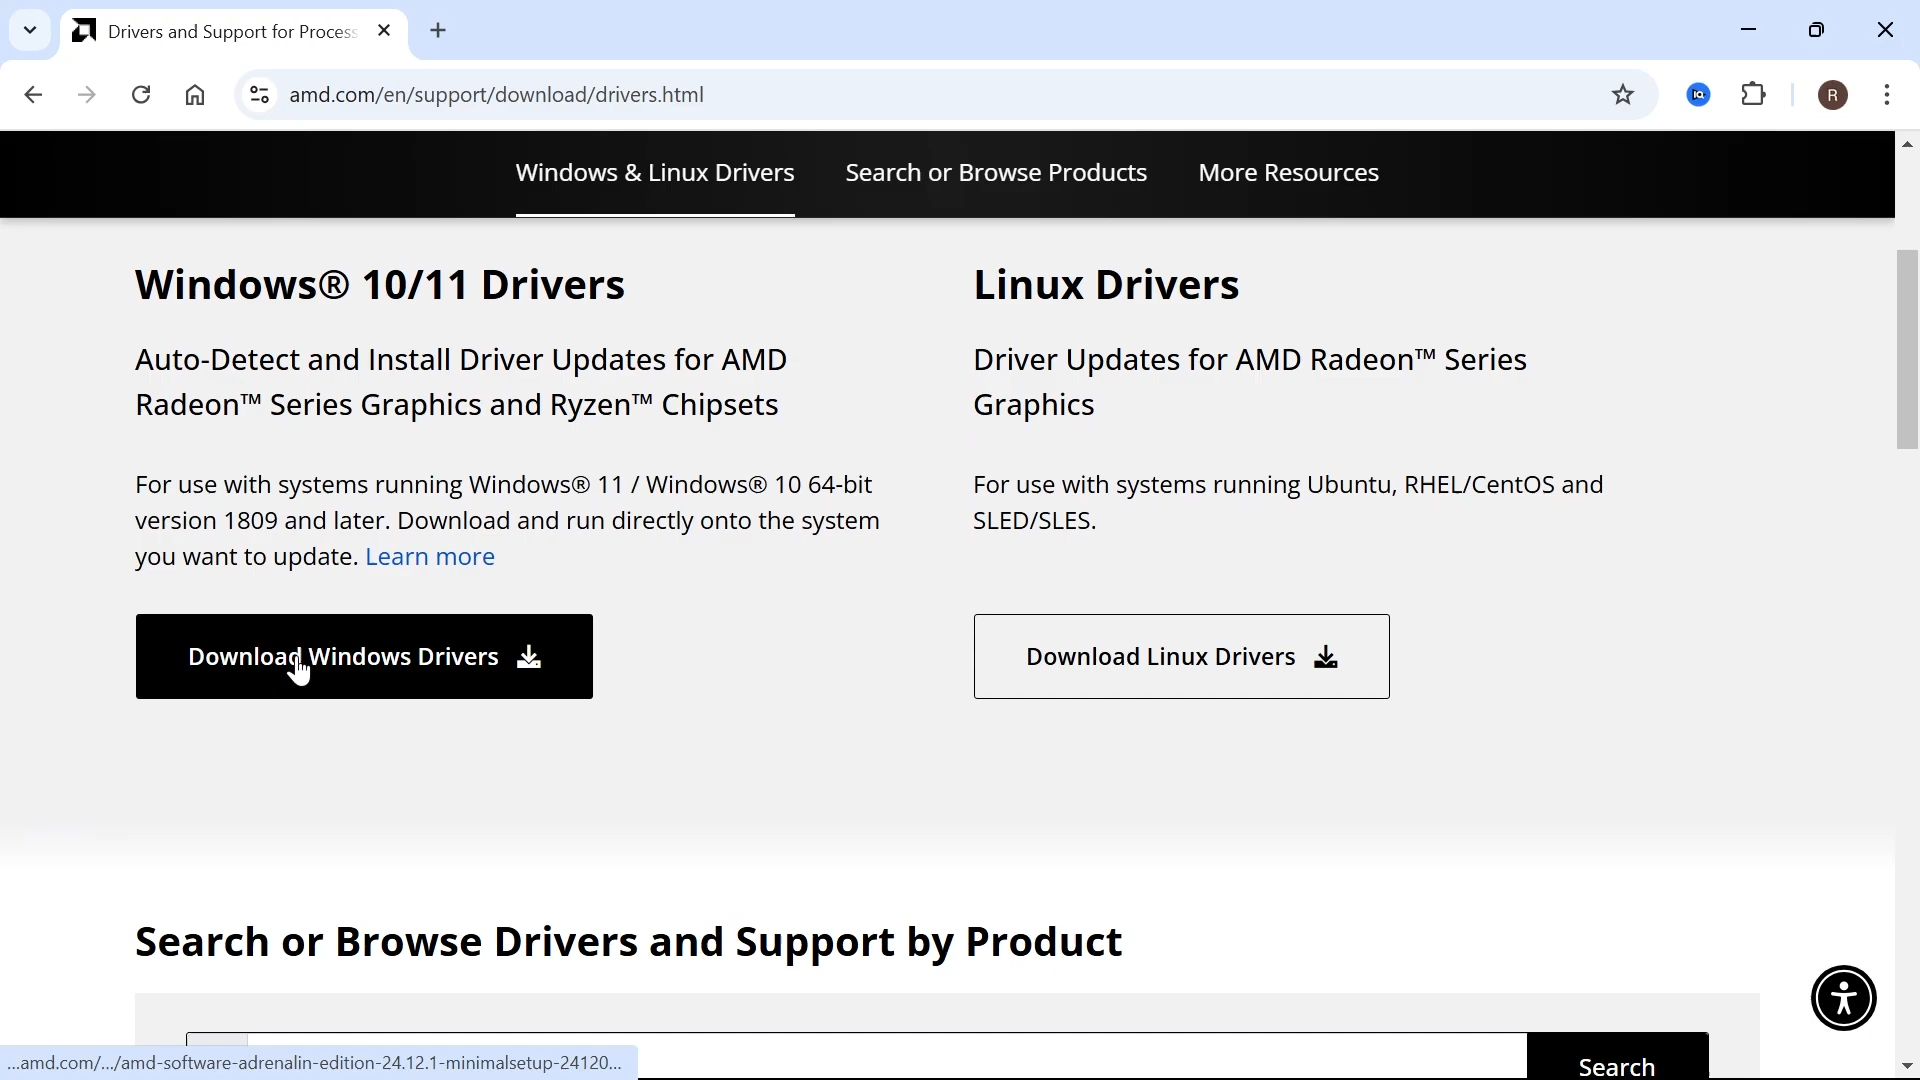 Drivers and Support for Process
amd.com/en/support/download/drivers.html
IQ
R
Windows & Linux Drivers
Search or Browse Products
More Resources
Windows® 10/11 Drivers
Auto-Detect and Install Driver Updates for AMD
Radeon™ Series Graphics and Ryzen™ Chipsets
For use with systems running Windows® 11 / Windows® 10 64-bit
version 1809 and later. Download and run directly onto the system
you want to update. Learn more
Download Windows Drivers
Linux Drivers
Driver Updates for AMD Radeon™ Series
Graphics
For use with systems running Ubuntu, RHEL/CentOS and
SLED/SLES.
Download Linux Drivers
Search or Browse Drivers and Support by Product
Search
...amd.com/.../amd-software-adrenalin-edition-24.12.1-minimalsetup-24120...